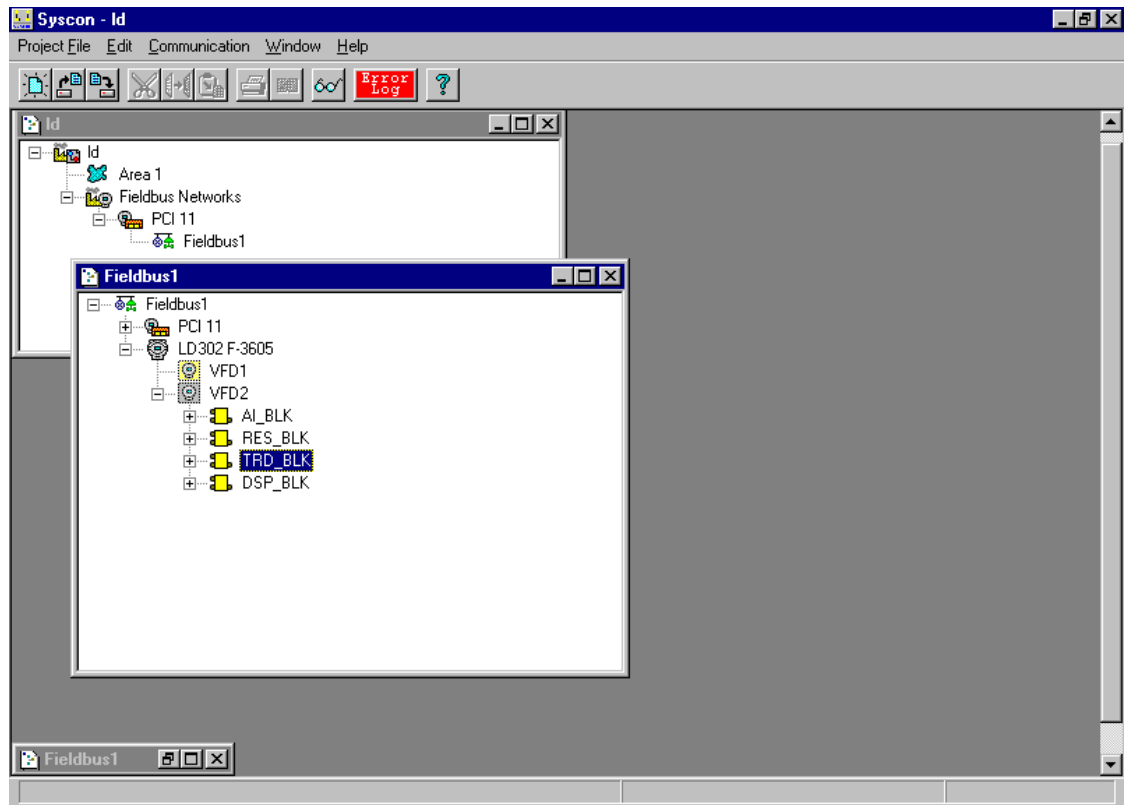 Syscon - ld
Project File Edit Communication Window Help
Error Log ?
ld
ld
Area 1
Fieldbus Networks
PCI 11
Fieldbus1
Fieldbus1
Fieldbus1
PCI 11
LD302 F-3605
VFD1
VFD2
AI_BLK
RES_BLK
TRD_BLK
DSP_BLK
Fieldbus1